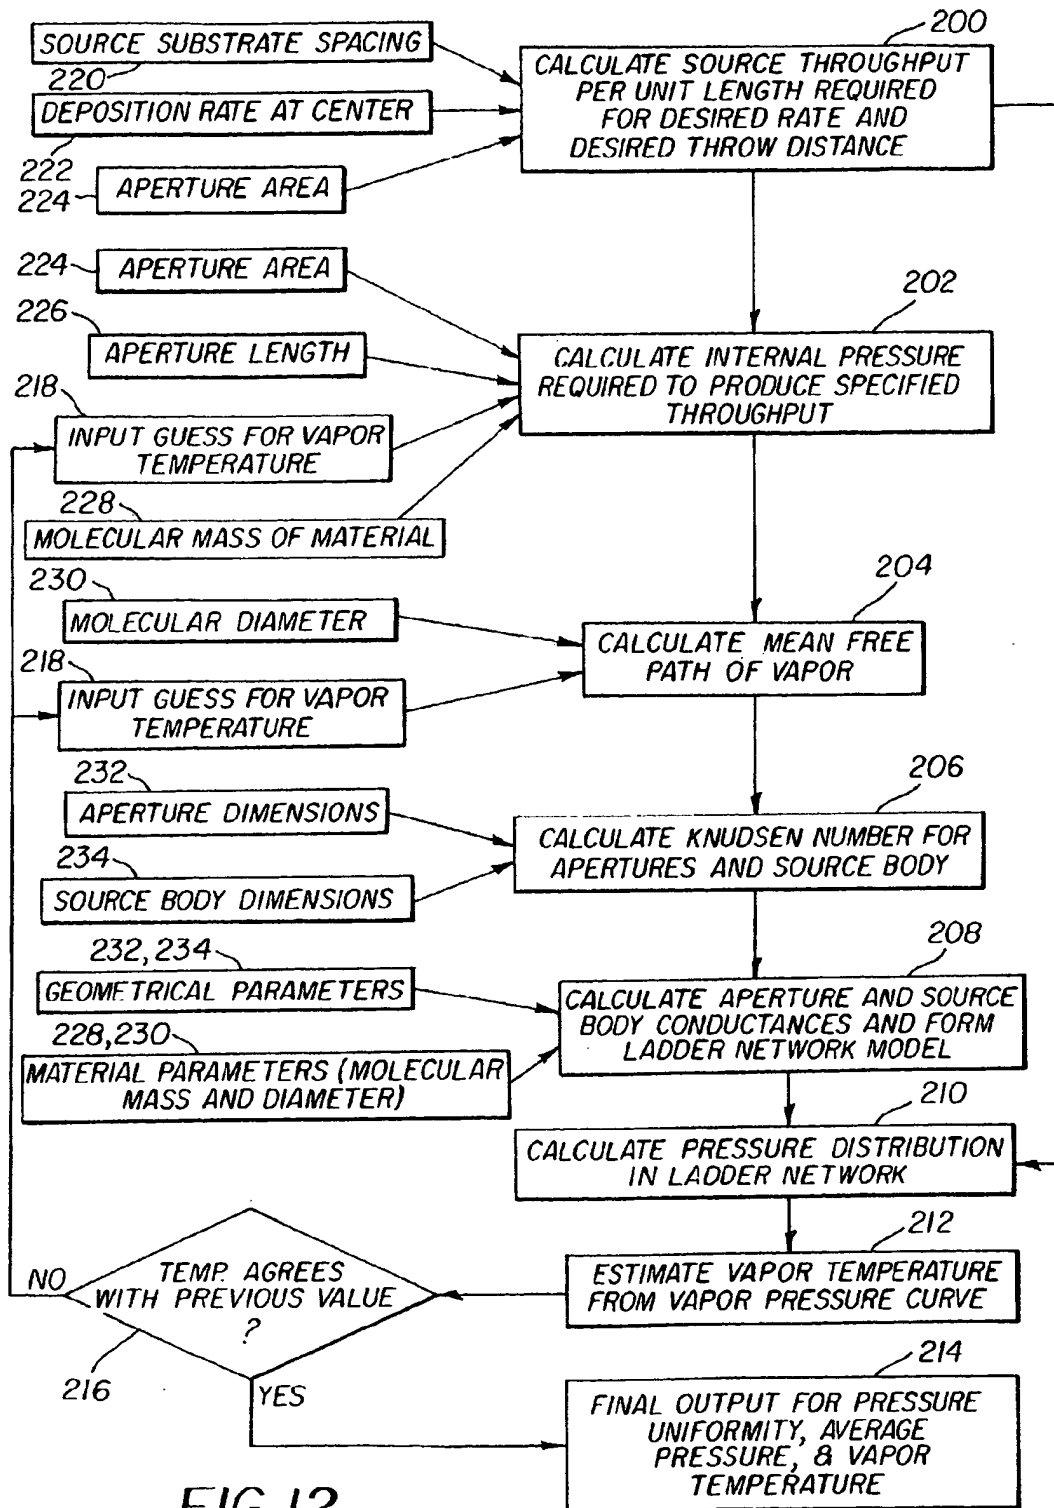 200
SOURCE SUBSTRATE SPACING
220
DEPOSITION RATE AT CENTER
222
224
APERTURE AREA
CALCULATE SOURCE THROUGHPUT
PER UNIT LENGTH REQUIRED
FOR DESIRED RATE AND
DESIRED THROW DISTANCE
224
APERTURE AREA
226
APERTURE LENGTH
218
INPUT GUESS FOR VAPOR
TEMPERATURE
228
MOLECULAR MASS OF MATERIAL
202
CALCULATE INTERNAL PRESSURE
REQUIRED TO PRODUCE SPECIFIED
THROUGHPUT
230
MOLECULAR DIAMETER
218
INPUT GUESS FOR VAPOR
TEMPERATURE
204
CALCULATE MEAN FREE
PATH OF VAPOR
232
APERTURE DIMENSIONS
234
SOURCE BODY DIMENSIONS
206
CALCULATE KNUDSEN NUMBER FOR
APERTURES AND SOURCE BODY
232, 234
GEOMETRICAL PARAMETERS
228, 230
MATERIAL PARAMETERS (MOLECULAR
MASS AND DIAMETER)
208
CALCULATE APERTURE AND SOURCE
BODY CONDUCTANCES AND FORM
LADDER NETWORK MODEL
210
CALCULATE PRESSURE DISTRIBUTION
IN LADDER NETWORK
212
ESTIMATE VAPOR TEMPERATURE
FROM VAPOR PRESSURE CURVE
NO
TEMP. AGREES
WITH PREVIOUS VALUE
?
216
YES
214
FINAL OUTPUT FOR PRESSURE
UNIFORMITY, AVERAGE
PRESSURE, & VAPOR
TEMPERATURE